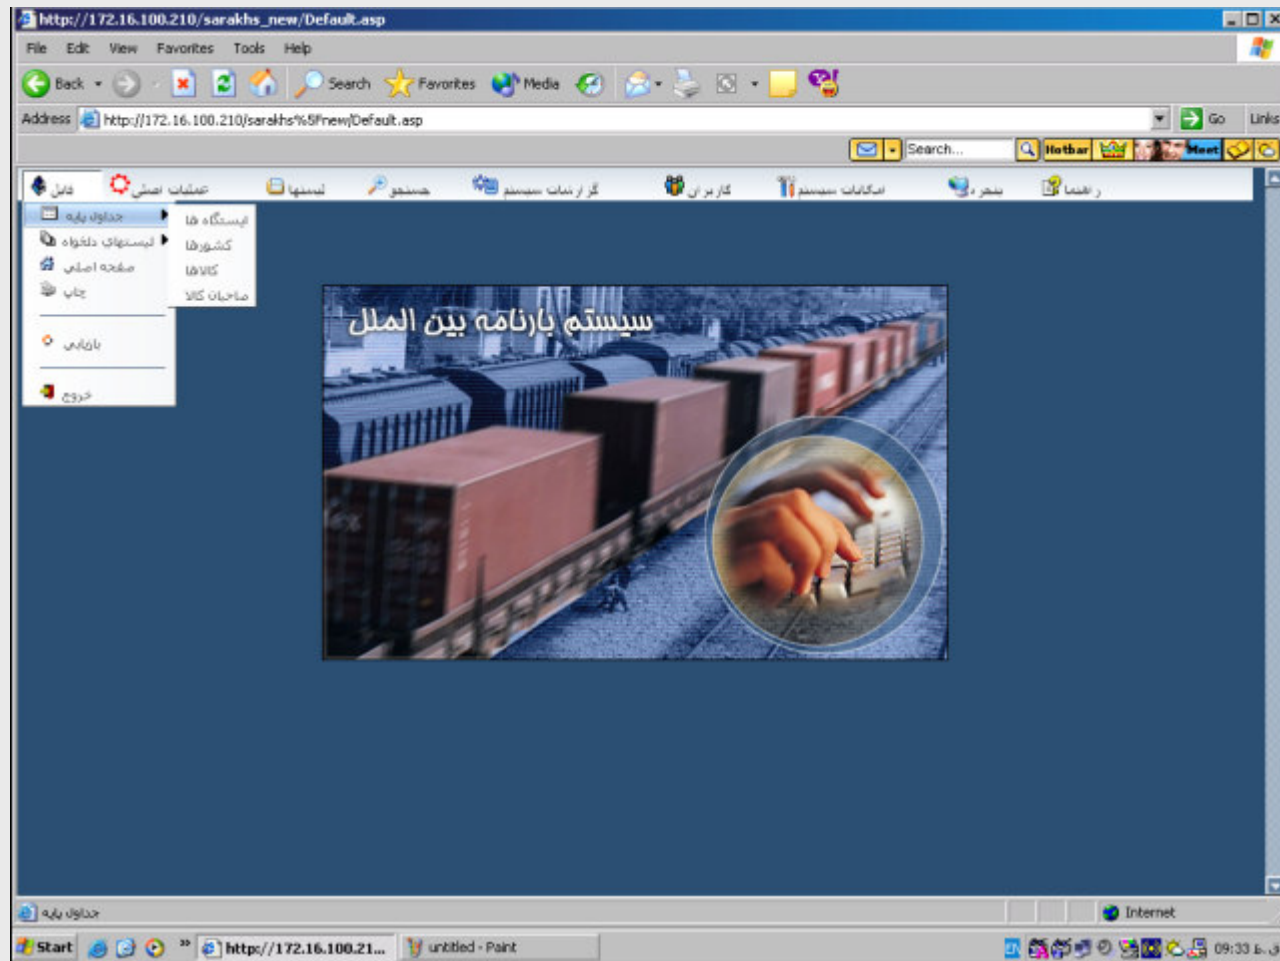 http://172.16.100.210/sarakhs_new/Default.asp
File Edit View Favorites Tools Help
Back Search Favorites Media
Address http://172.16.100.210/sarakhs%5Fnew/Default.asp Go Links
Search... Hotbar Meet
فایل عملیات اصلی لیستها جستجو گزارشات سیستم کاربران امکانات سیستم پنجره راهنما
جداول پایه
ایستگاه ها
کشورها
کالاها
صاحبان کالا
لیستهای دلخواه
صفحه اصلی
چاپ
بازیابی
خروج
سیستم بارنامه بین الملل
جداول پایه Internet
Start http://172.16.100.21... untitled - Paint EN 09:33 ق.ظ